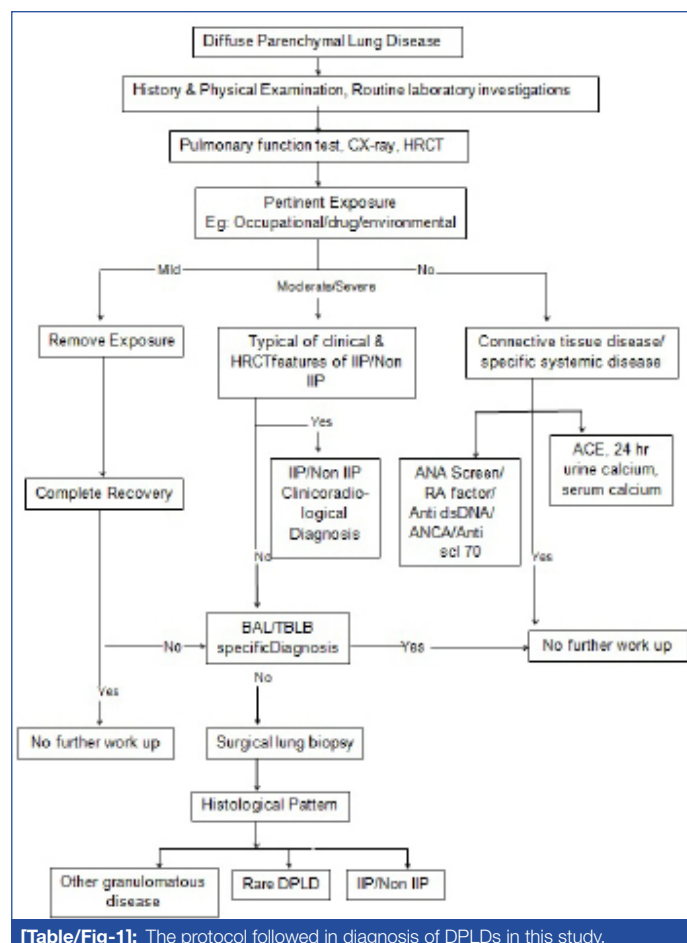 Diffuse Parenchymal Lung Disease
History & Physical Examination, Routine laboratory investigations
Pulmonary function test, CX-ray, HRCT
Pertinent Exposure
Eg: Occupational/drug/environmental
Mild
Moderate/Severe
No
Remove Exposure
Typical of clinical &
HRCTfeatures of IIP/Non
IIP
Connective tissue disease/
specific systemic disease
Yes
Complete Recovery
IIP/Non IIP
Clinicoradio-
logical
Diagnosis
ANA Screen/
RA factor/
Anti dsDNA/
ANCA/Anti
scl 70
ACE, 24 hr
urine calcium,
serum calcium
No
Yes
No
BAL/TBLB
specificDiagnosis
Yes
No further work up
Yes
No
No further work up
Surgical lung biopsy
Histological Pattern
Other granulomatous
disease
Rare DPLD
IIP/Non IIP
[Table/Fig-1]: The protocol followed in diagnosis of DPLDs in this study.